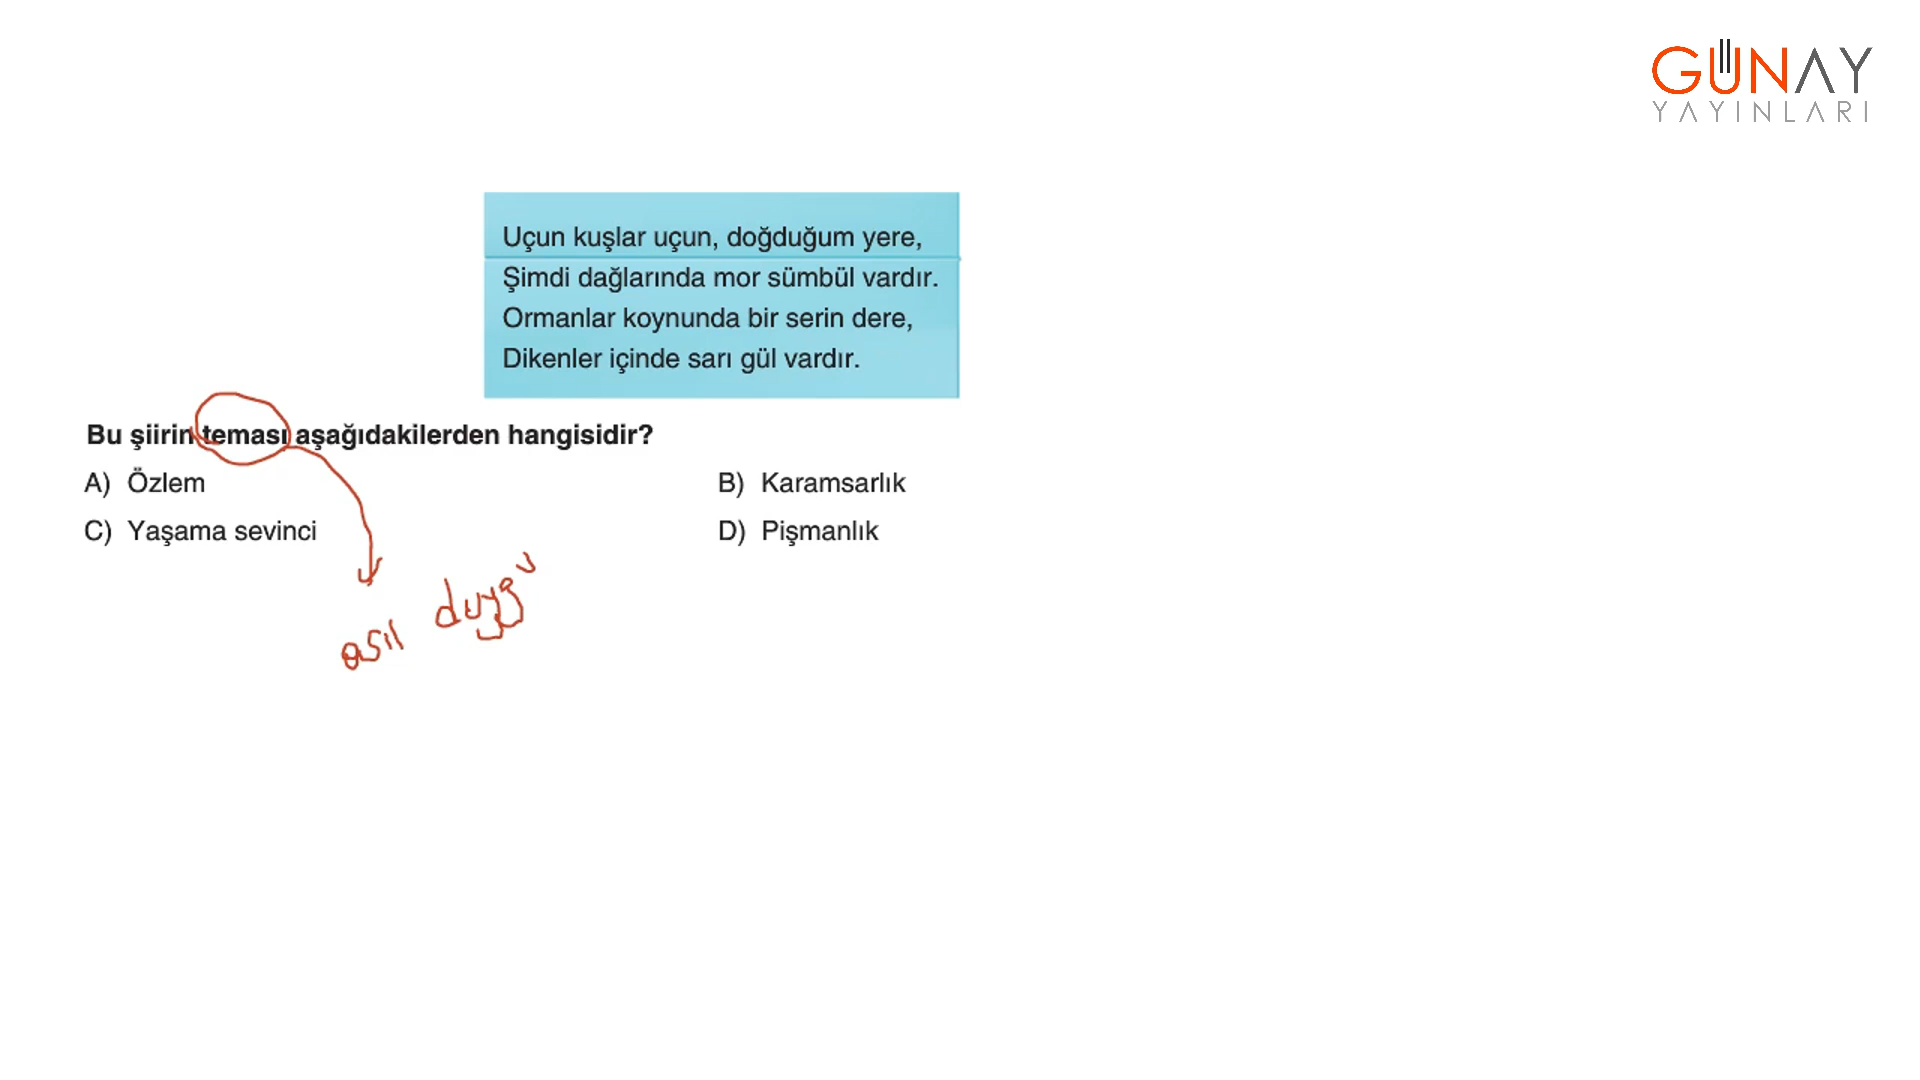 GÜNAY
YAYINLARI
Uçun kuşlar uçun, doğduğum yere,
Şimdi dağlarında mor sümbül vardır.
Ormanlar koynunda bir serin dere,
Dikenler içinde sarı gül vardır.
Bu şiirin teması aşağıdakilerden hangisidir?
A) Özlem
B) Karamsarlık
C) Yaşama sevinci
D) Pişmanlık
asıl duygu